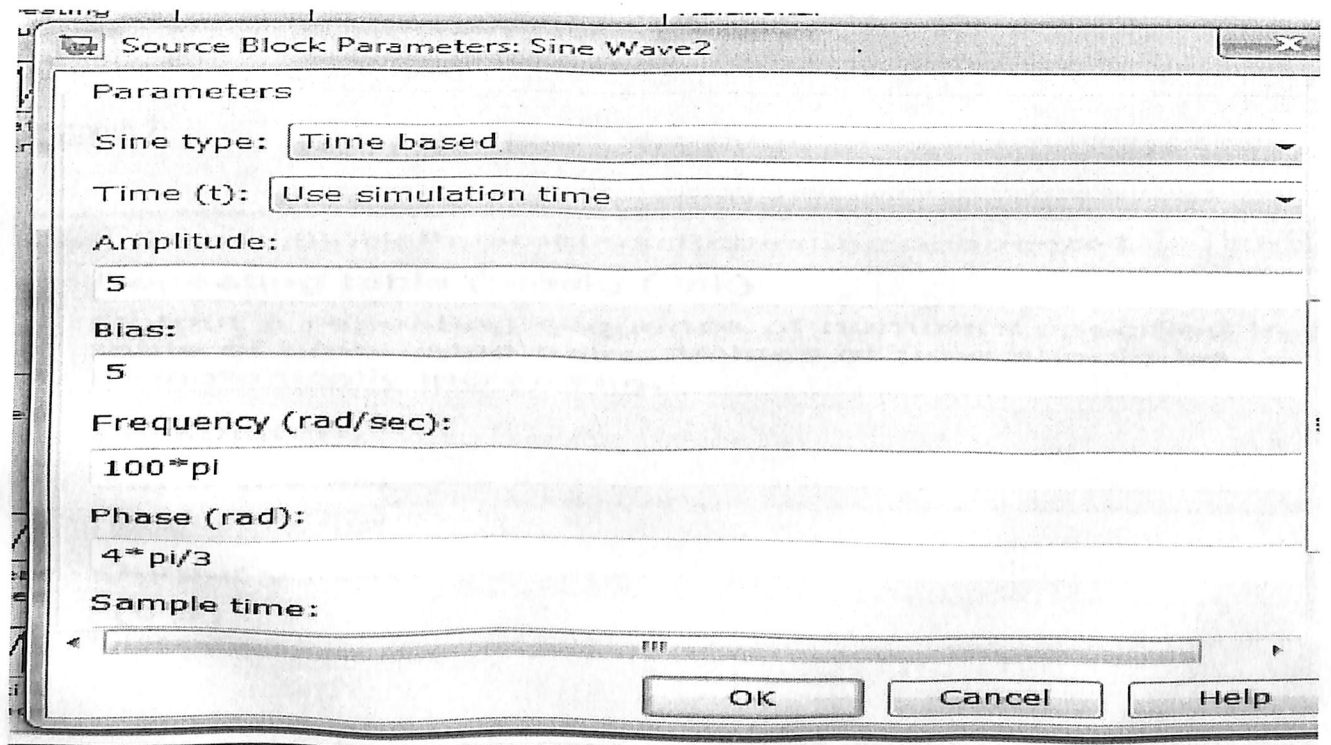 Source Block Parameters: Sine Wave2
Parameters
Sine type: Time based
Time (t): Use simulation time
Amplitude:
5
Bias:
5
Frequency (rad/sec):
100*pi
Phase (rad):
4*pi/3
Sample time:
OK Cancel Help